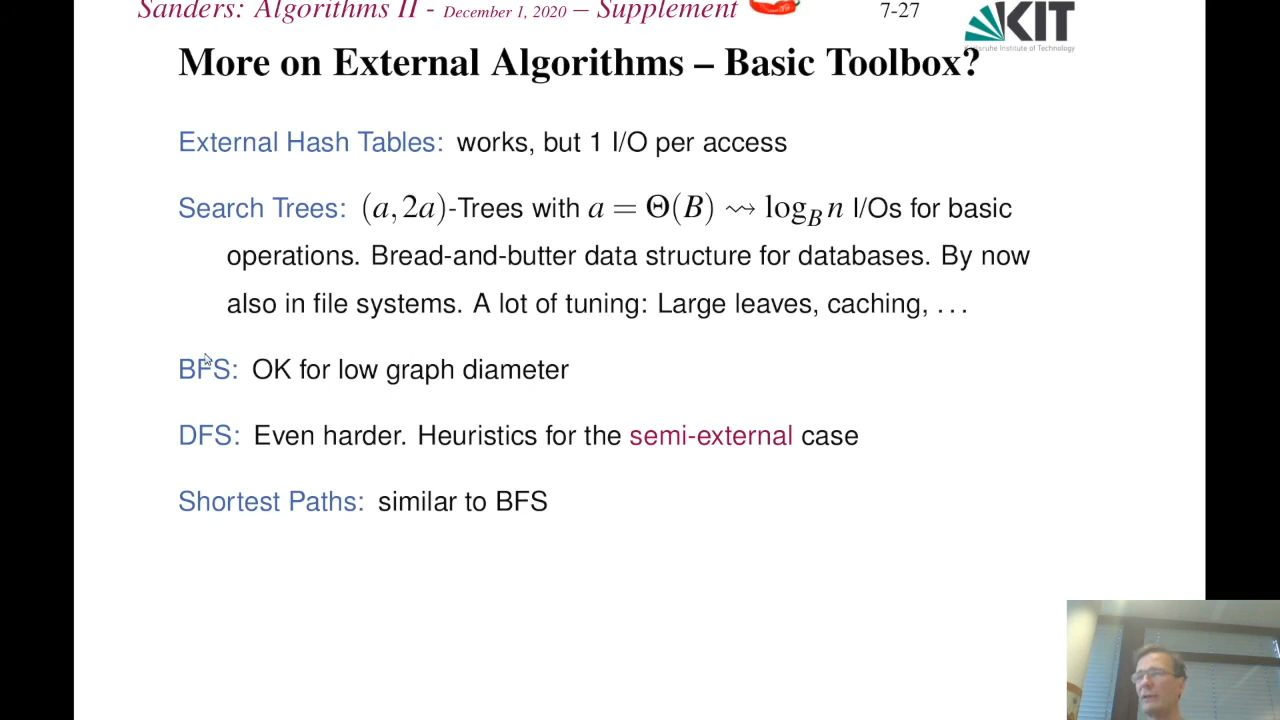 Sanders: Algorithms II - December 1, 2020 – Supplement 7-27
KIT
Karlsruhe Institute of Technology
More on External Algorithms – Basic Toolbox?
External Hash Tables: works, but 1 I/O per access
Search Trees: (a, 2a)-Trees with a = Θ(B) ⇝ log_B n I/Os for basic
operations. Bread-and-butter data structure for databases. By now
also in file systems. A lot of tuning: Large leaves, caching, ...
BFS: OK for low graph diameter
DFS: Even harder. Heuristics for the semi-external case
Shortest Paths: similar to BFS